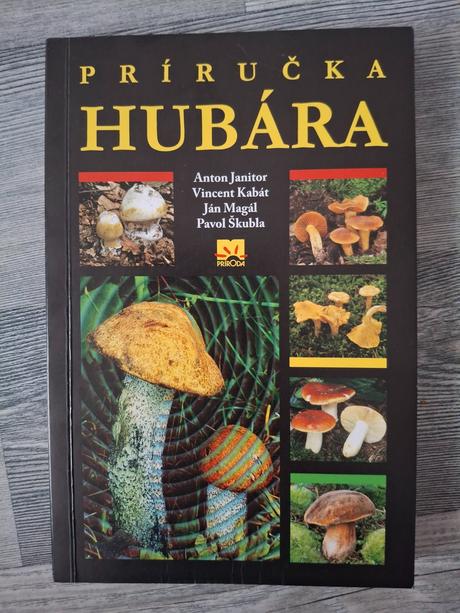 PRÍRUČKA
HUBÁRA
Anton Janitor
Vincent Kabát
Ján Magál
Pavol Škubla
PRÍRODA